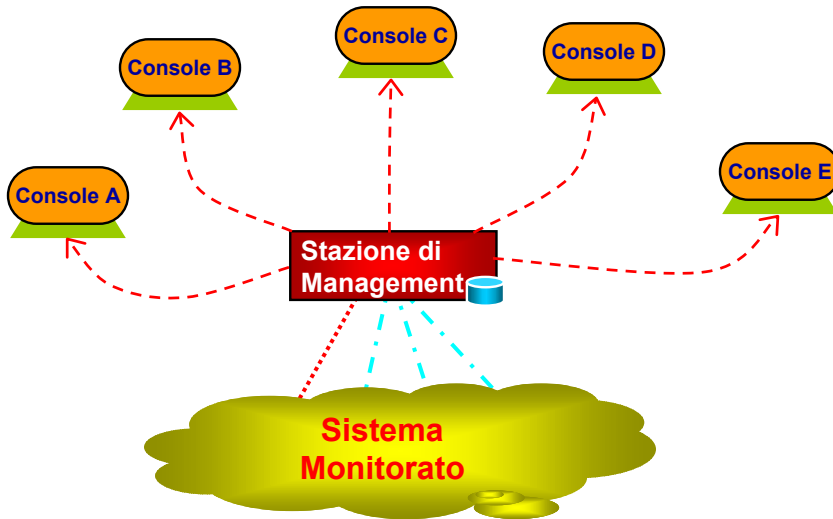 Console C
Console D
Console B
Console E
Console A
Stazione di
Management
Sistema
Monitorato